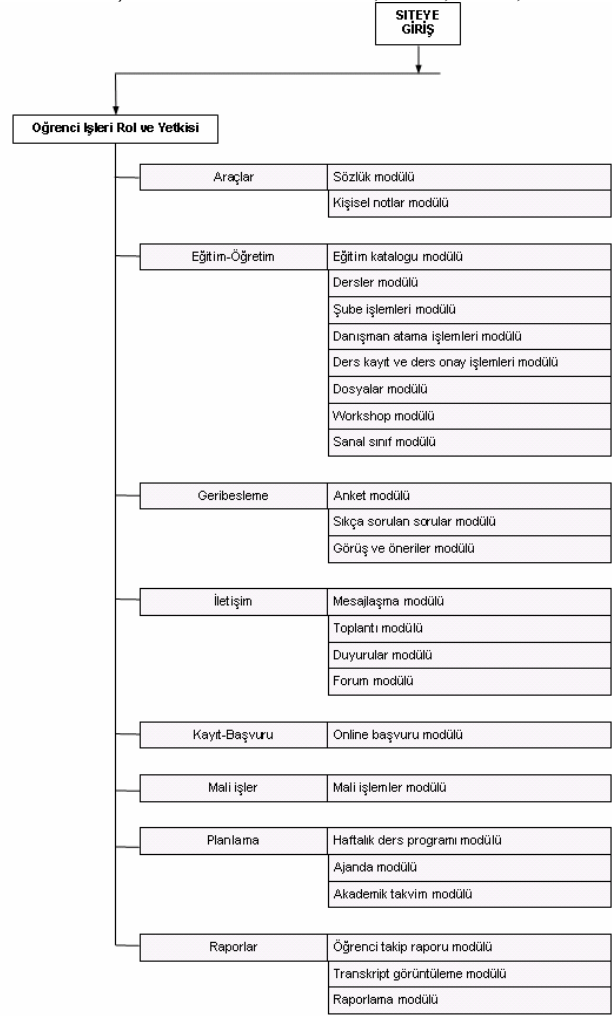 SITEYE
GİRİŞ
Oğrenci Işleri Rol ve Yetkisi
Araçlar
Sözlük modülü
Kişisel notlar modülü
Eğitim-Öğretim
Eğitim katalogu modülü
Dersler modülü
Şube işlemleri modülü
Danışman atama işlemleri modülü
Ders kayıt ve ders onay işlemleri modülü
Dosyalar modülü
Workshop modülü
Sanal sınıf modülü
Geribesleme
Anket modülü
Sıkça sorulan sorular modülü
Görüş ve öneriler modülü
İletişim
Mesajlaşma modülü
Toplantı modülü
Duyurular modülü
Forum modülü
Kayıt-Başvuru
Online başvuru modülü
Mali işler
Mali işlemler modülü
Planlama
Haftalık ders programı modülü
Ajanda modülü
Akademik takvim modülü
Raporlar
Öğrenci takip raporu modülü
Transkript görüntüleme modülü
Raporlama modülü